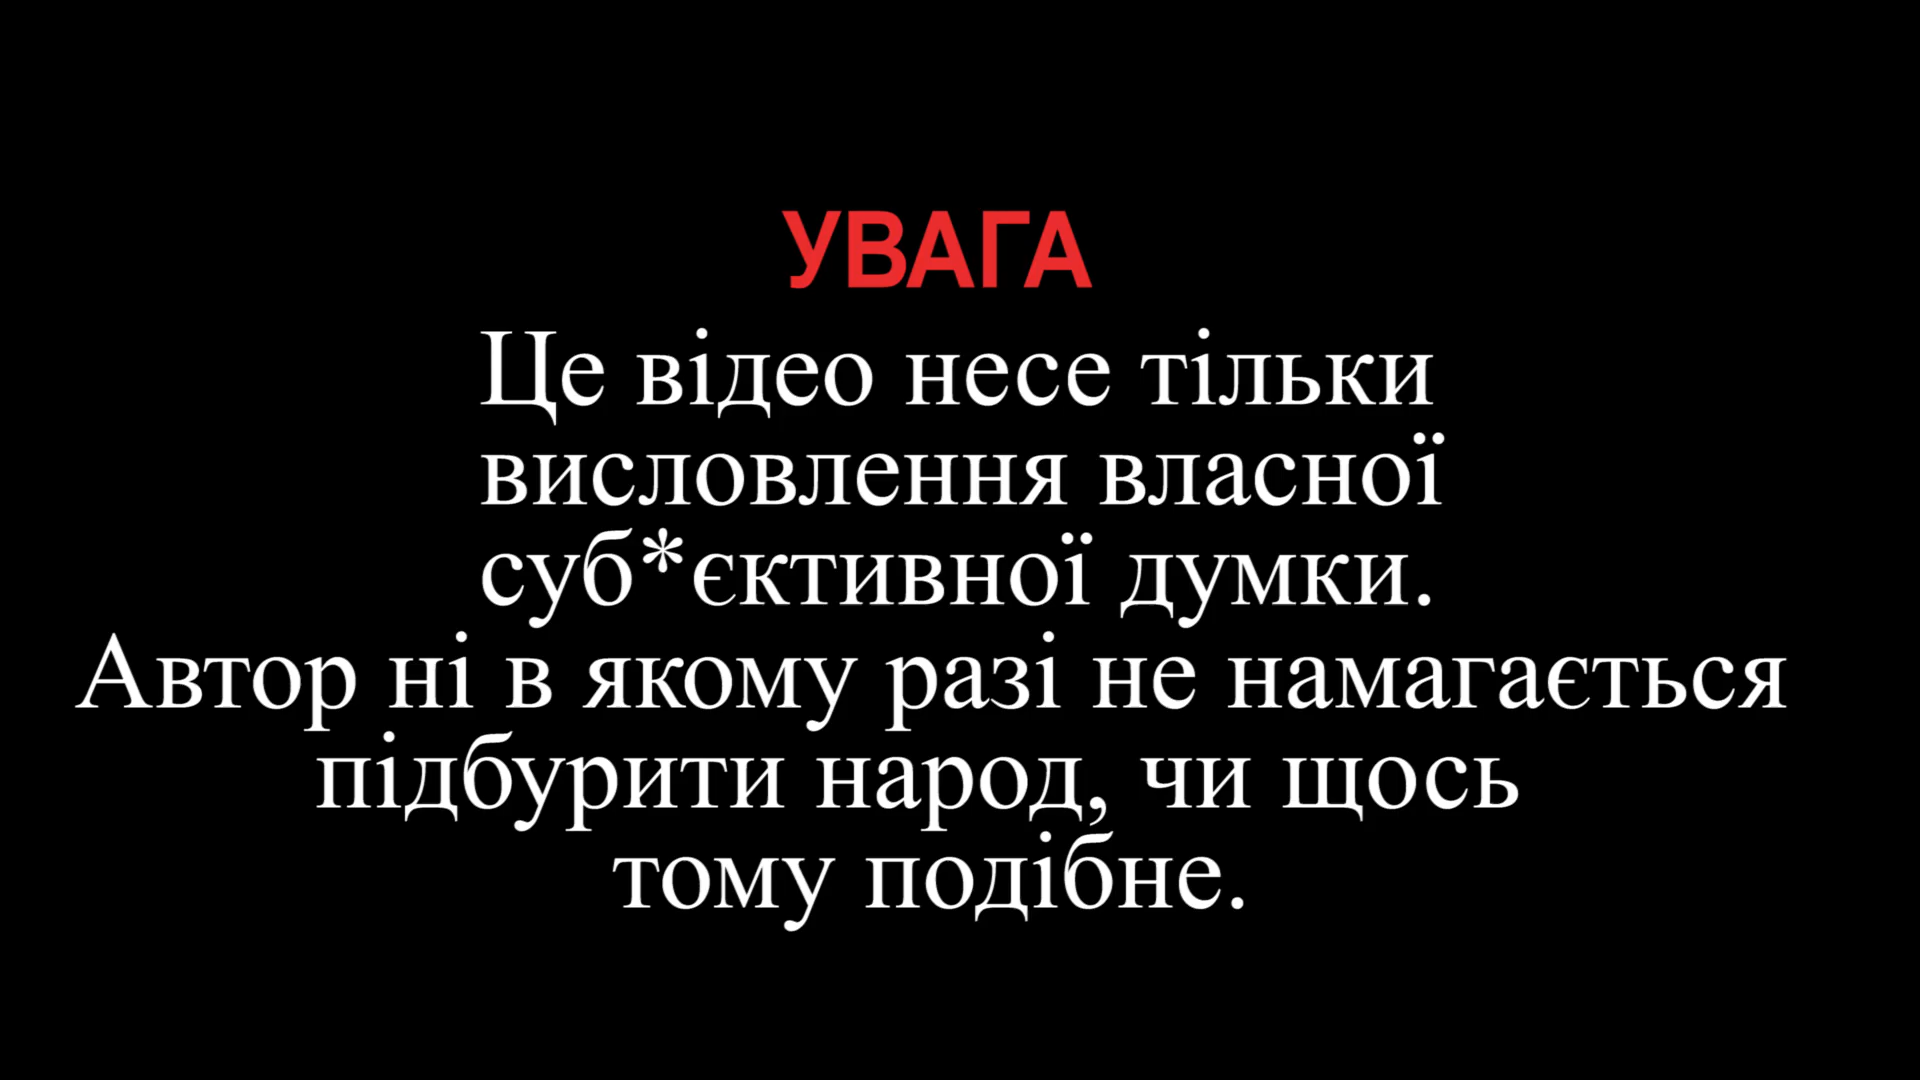 УВАГА
Це відео несе тільки
висловлення власної
суб*єктивної думки.
Автор ні в якому разі не намагається
підбурити народ, чи щось
тому подібне.